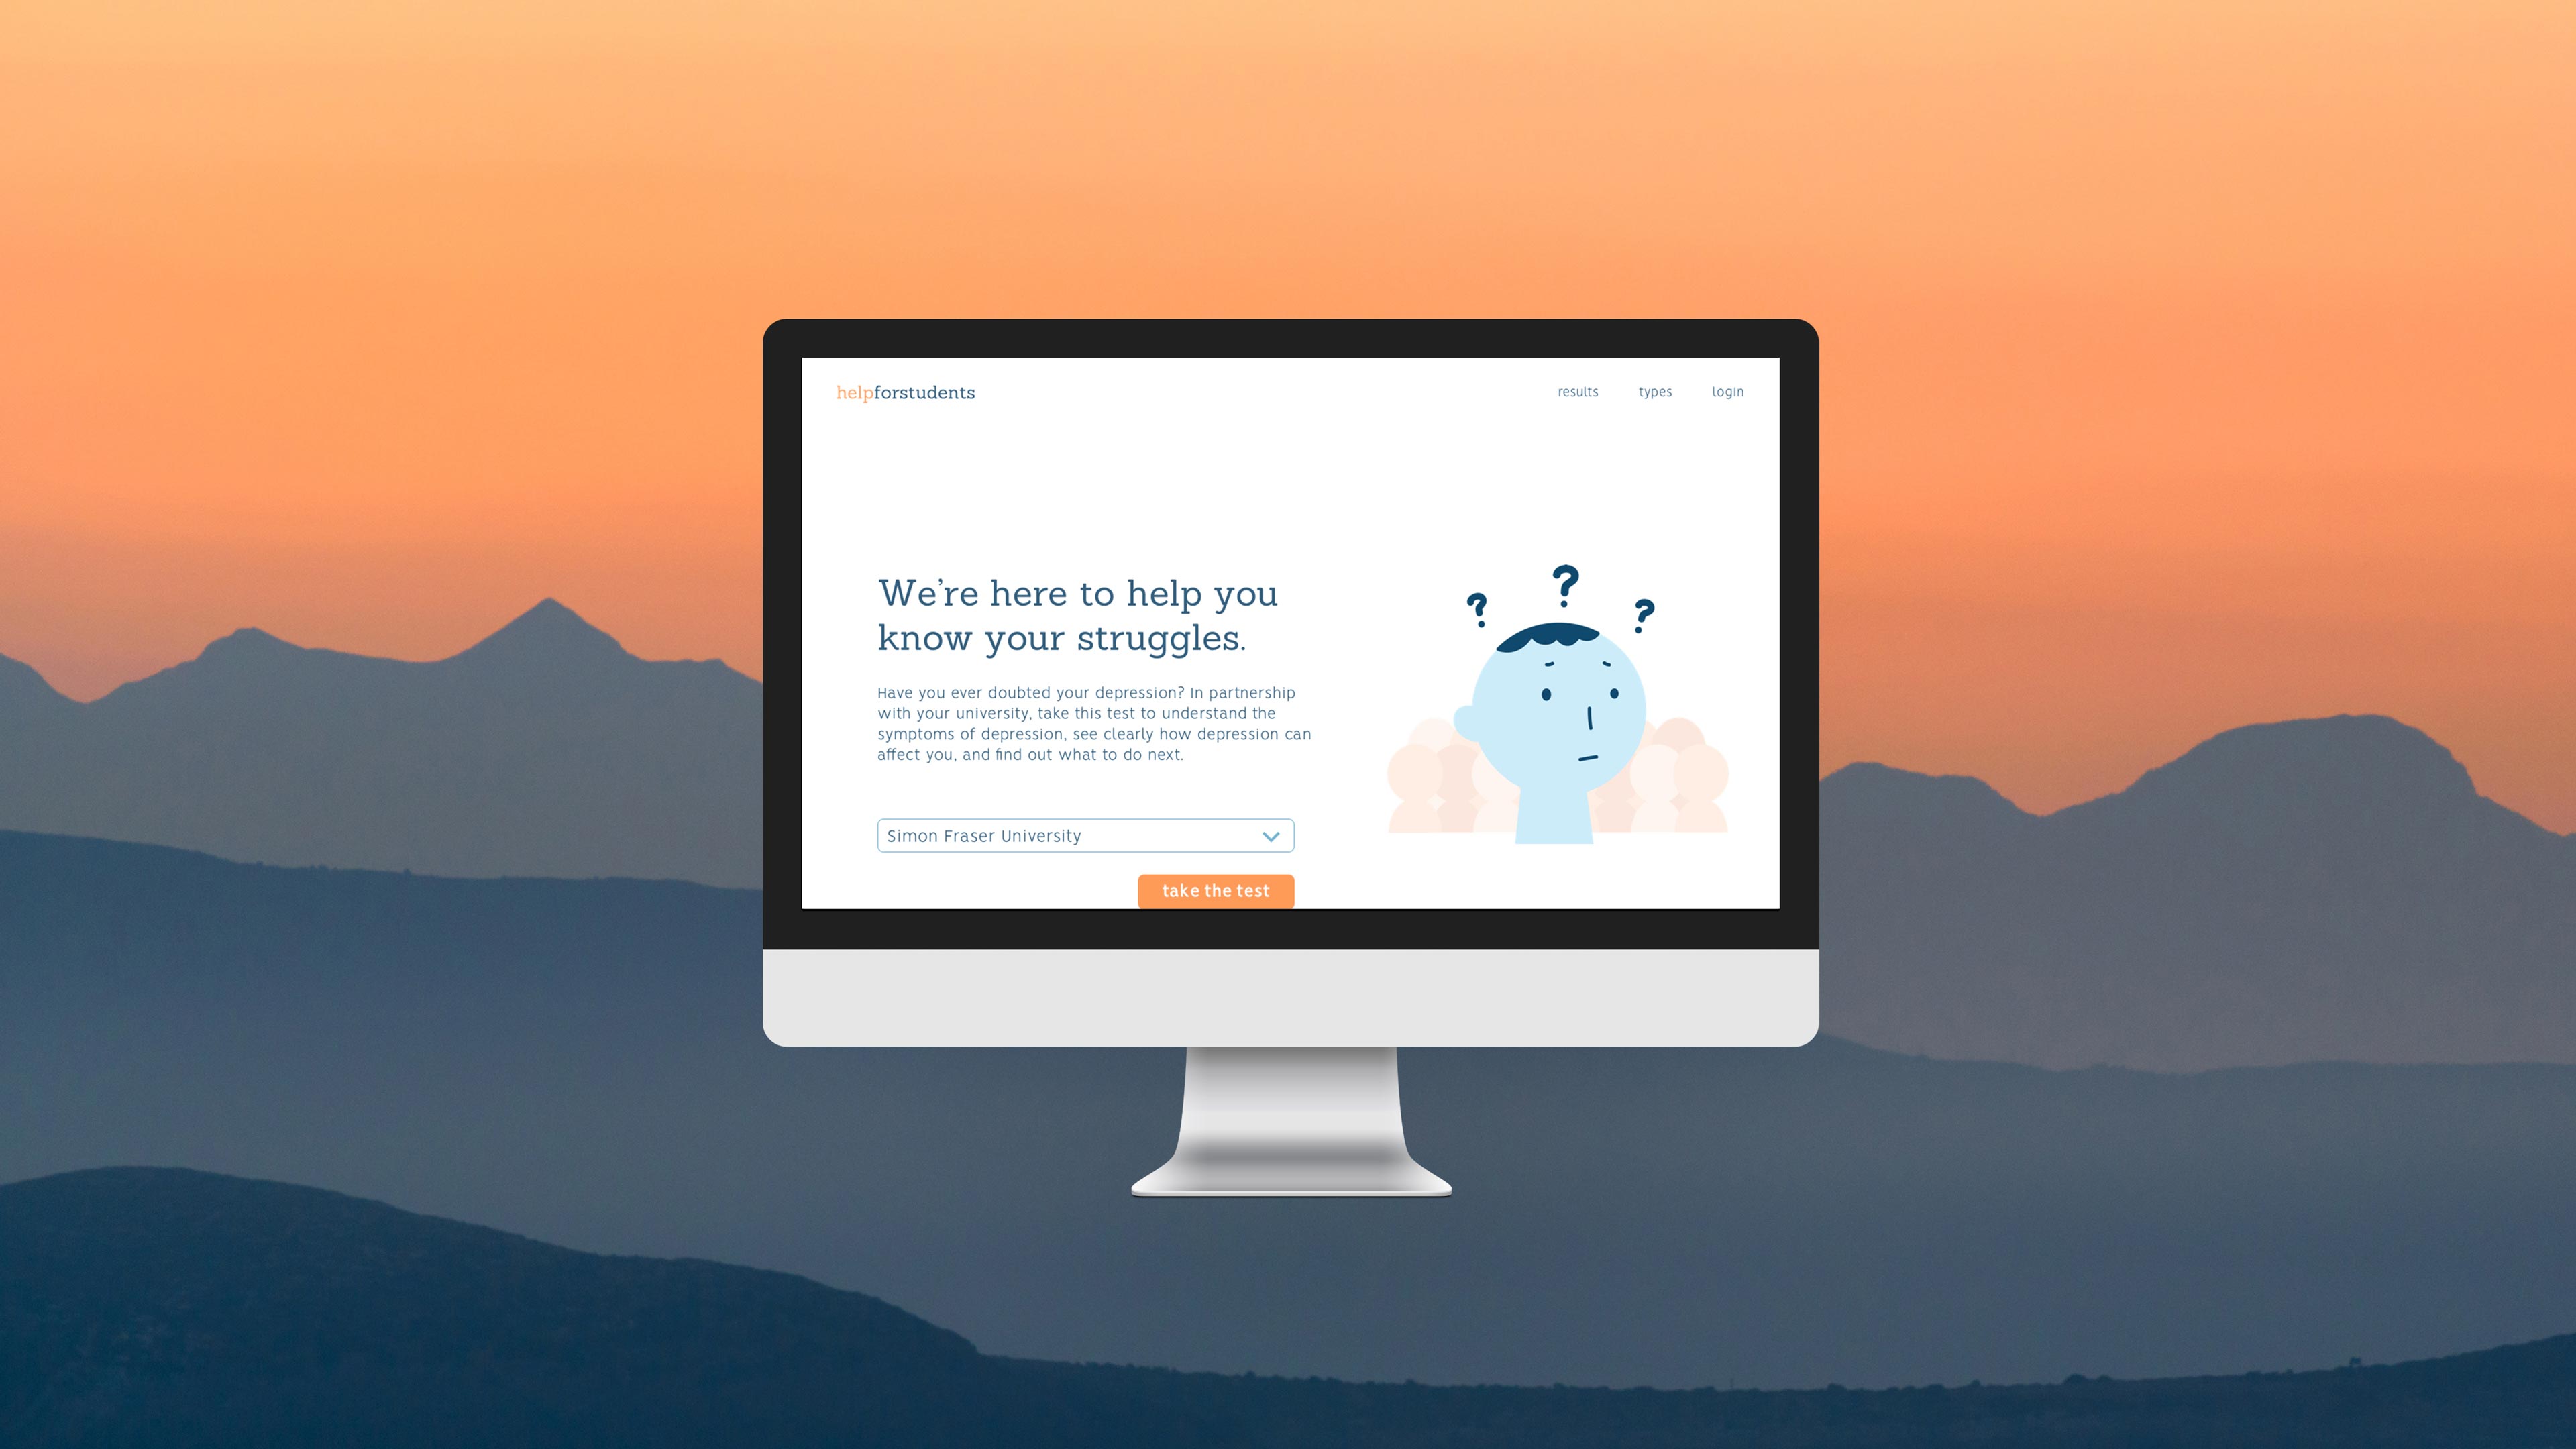 helpforstudents
results types login
We're here to help you
know your struggles.
Have you ever doubted your depression? In partnership
with your university, take this test to understand the
symptoms of depression, see clearly how depression can
affect you, and find out what to do next.
Simon Fraser University
take the test
? ? ?